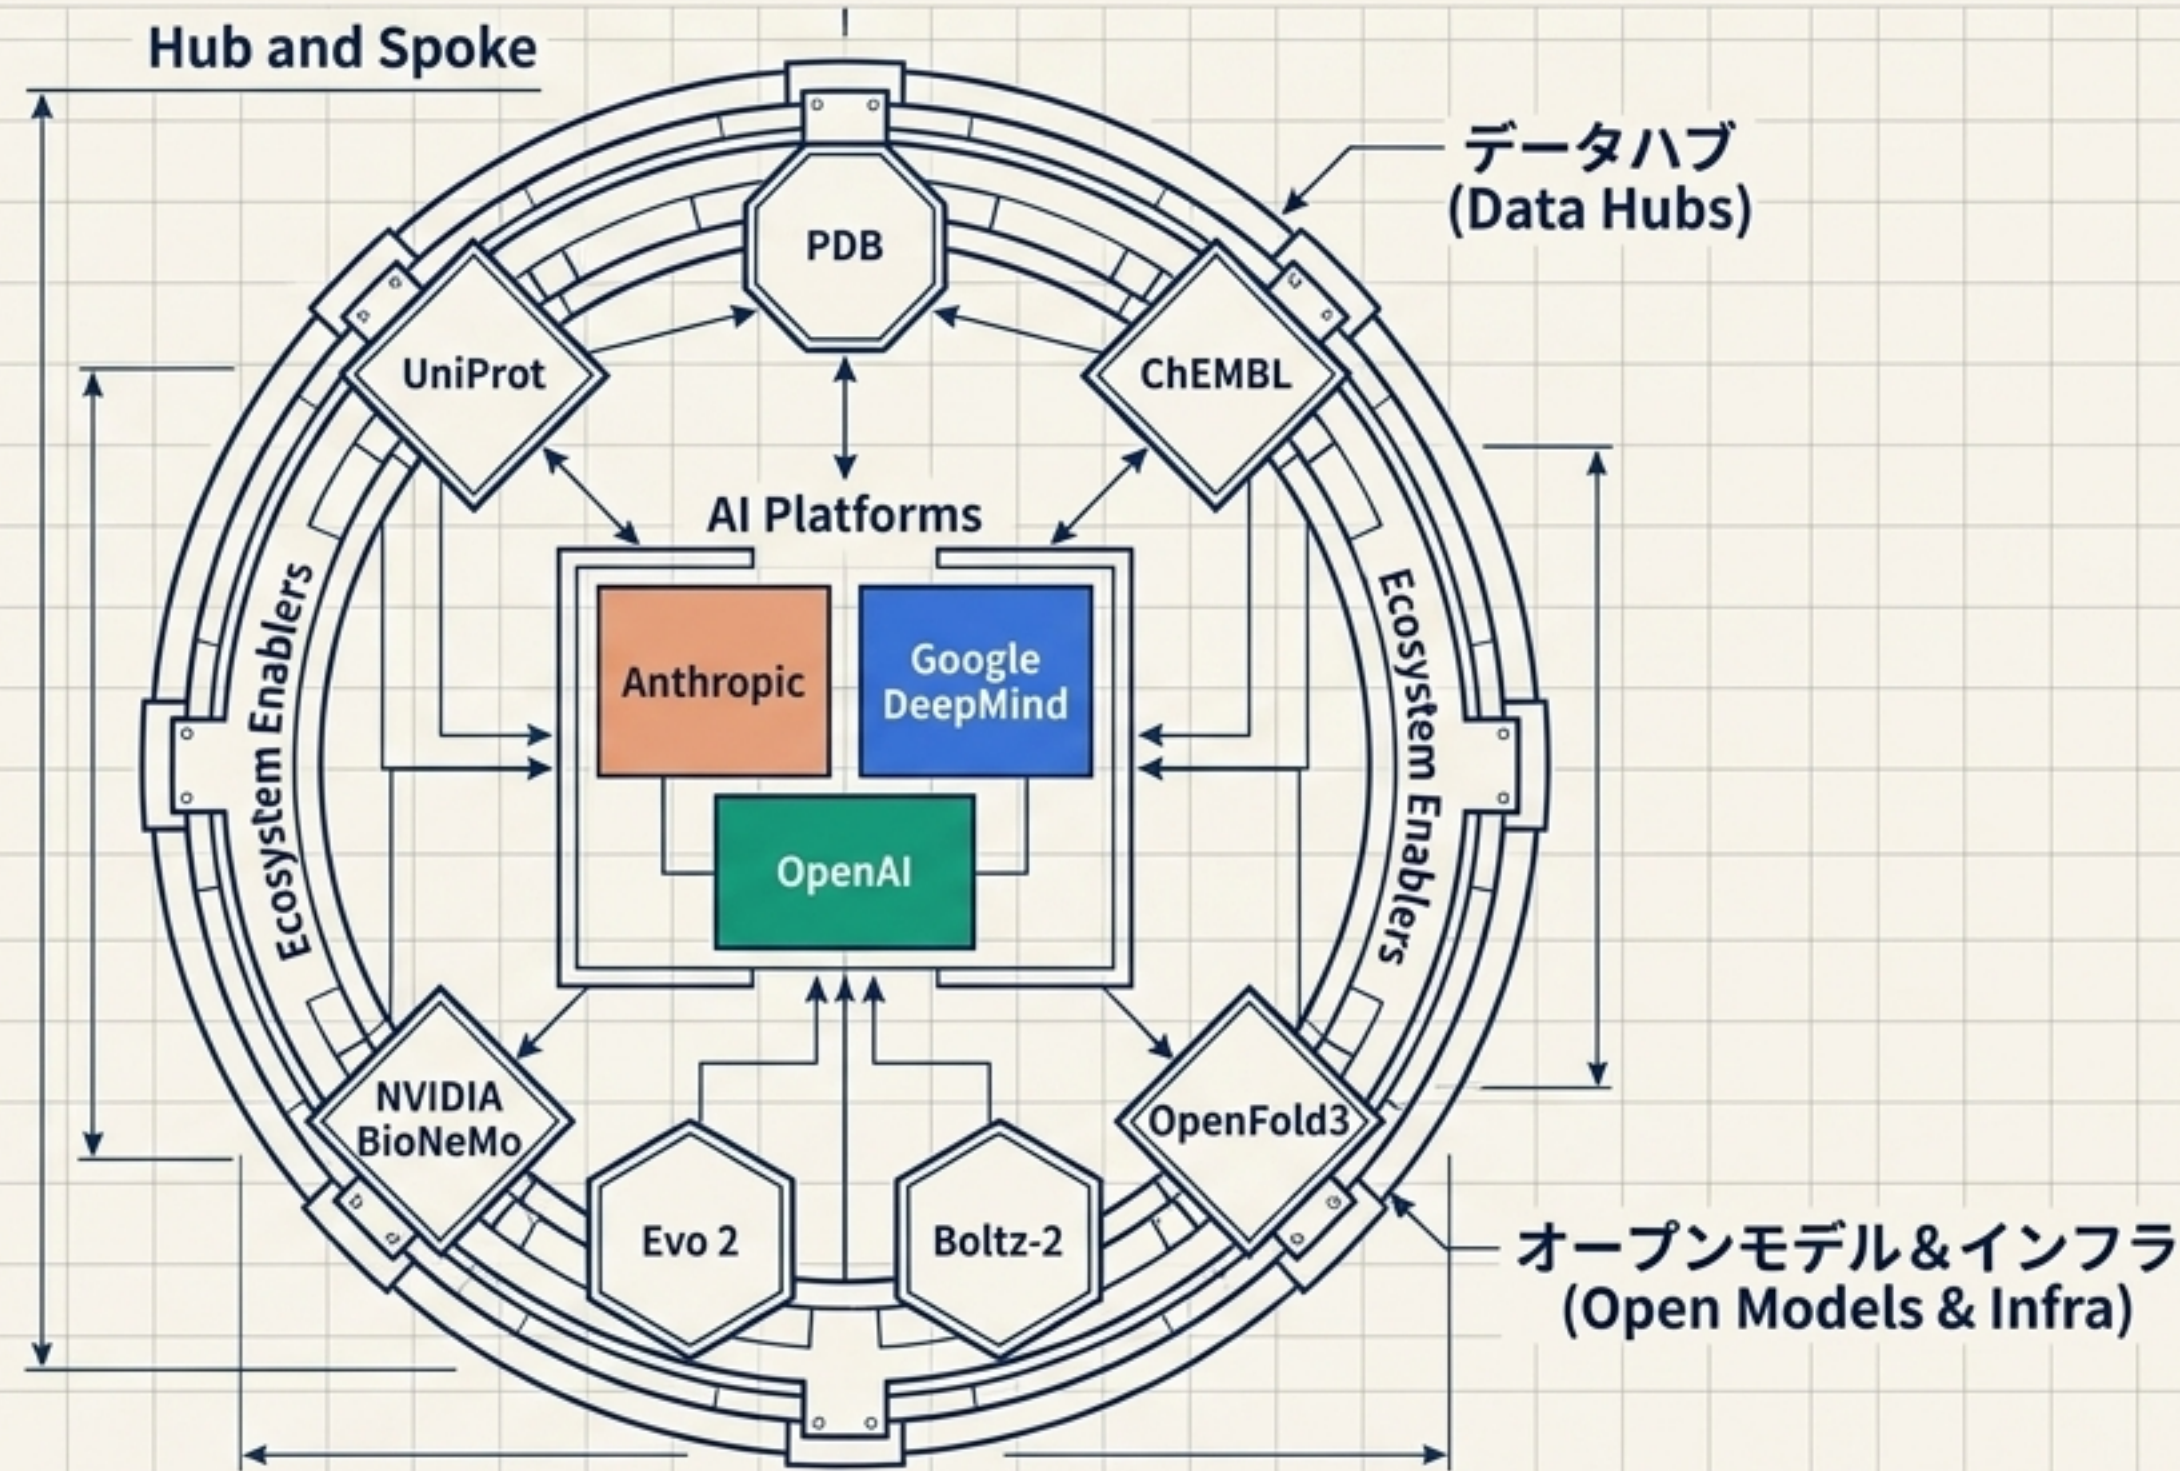 Hub and Spoke
データハブ
(Data Hubs)
PDB
UniProt
ChEMBL
AI Platforms
Ecosystem Enablers
Anthropic
Google
DeepMind
OpenAI
Ecosystem Enablers
NVIDIA
BioNeMo
Evo 2
Boltz-2
OpenFold3
オープンモデル＆インフラ
(Open Models & Infra)